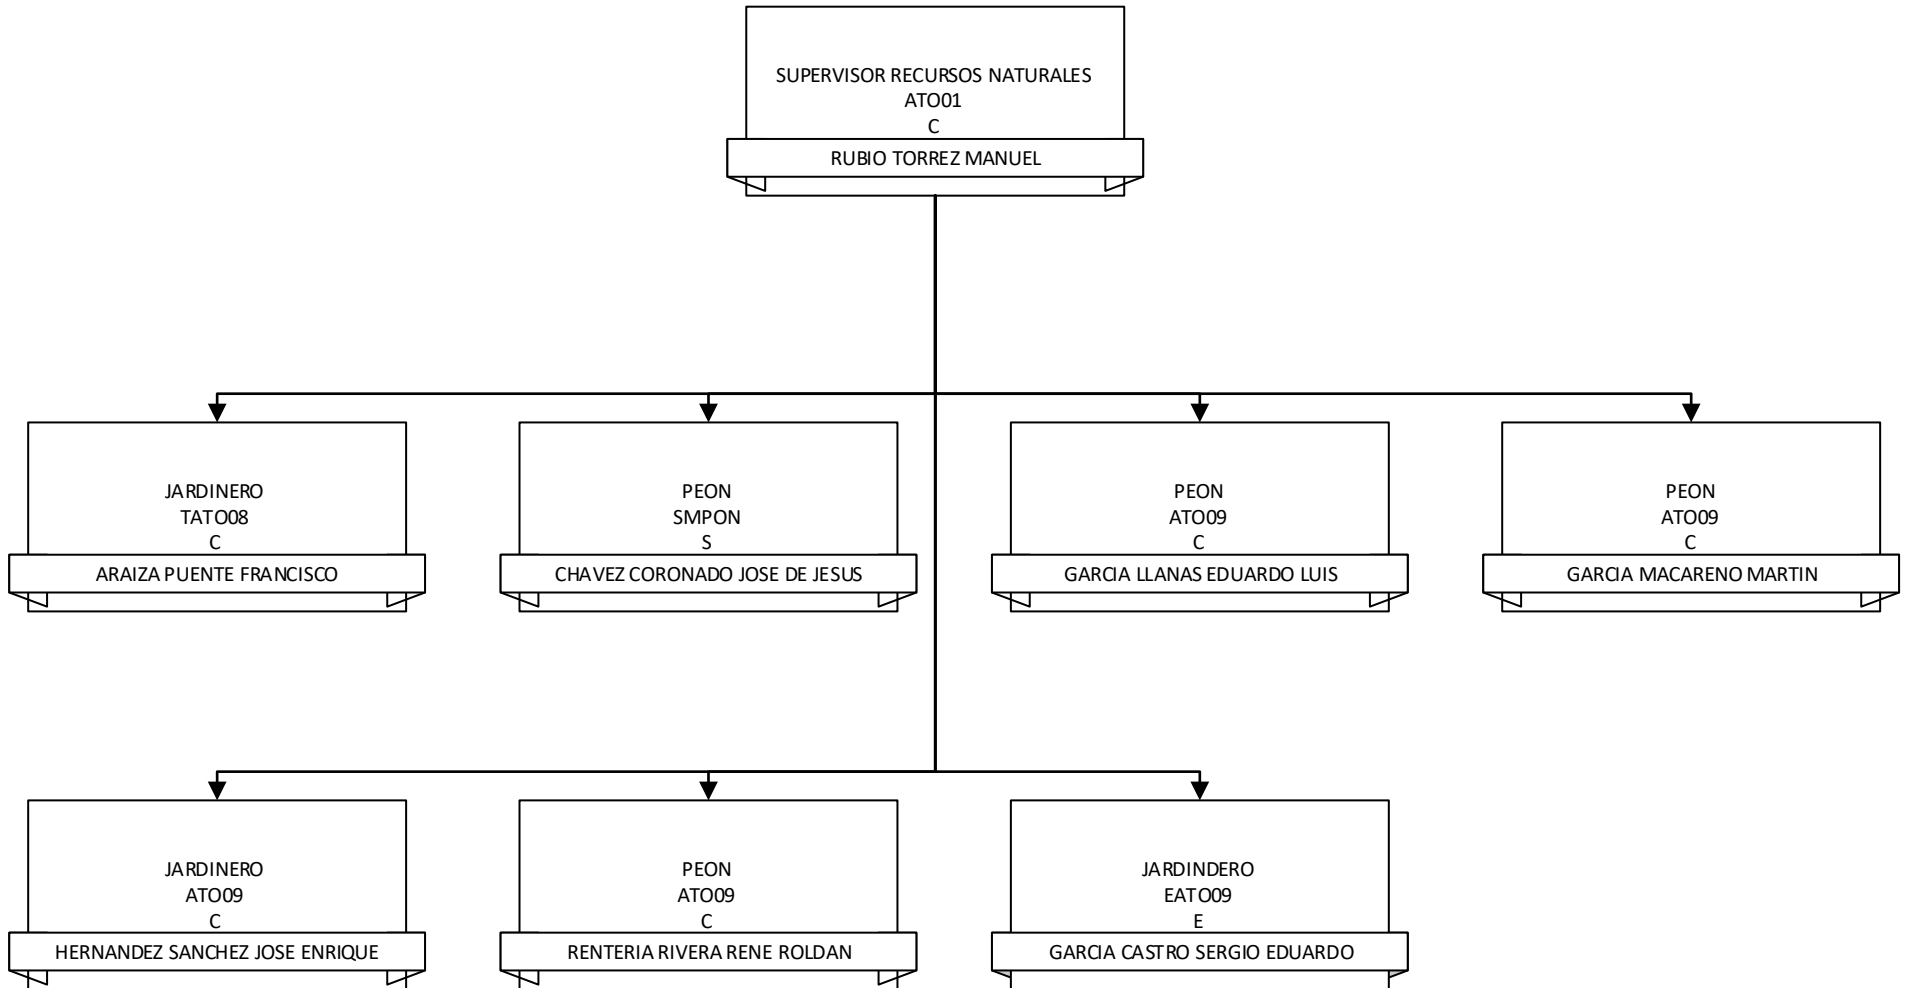 SUPERVISOR RECURSOS NATURALES
ATO01
C
RUBIO TORREZ MANUEL
JARDINERO
TATO08
C
ARAIZA PUENTE FRANCISCO
PEON
SMPON
S
CHAVEZ CORONADO JOSE DE JESUS
PEON
ATO09
C
GARCIA LLANAS EDUARDO LUIS
PEON
ATO09
C
GARCIA MACARENO MARTIN
JARDINERO
ATO09
C
HERNANDEZ SANCHEZ JOSE ENRIQUE
PEON
ATO09
C
RENTERIA RIVERA RENE ROLDAN
JARDINDERO
EATO09
E
GARCIA CASTRO SERGIO EDUARDO